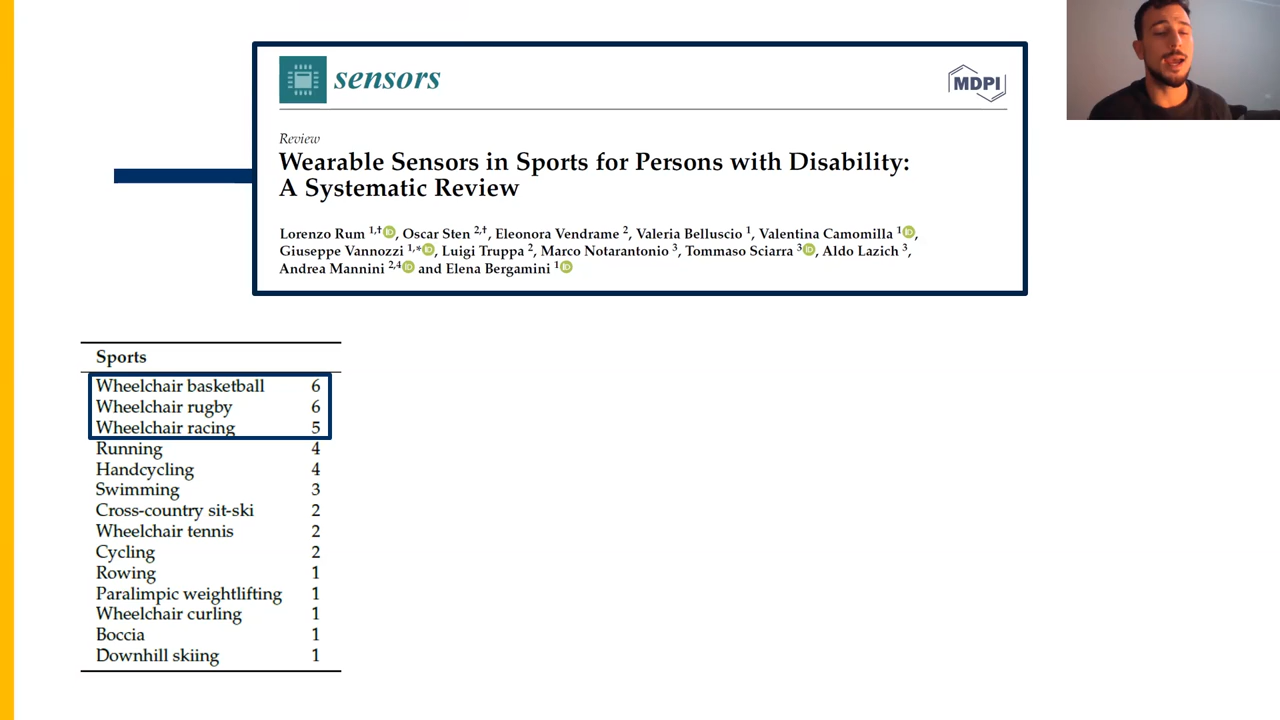 sensors
MDPI
Review
Wearable Sensors in Sports for Persons with Disability:
A Systematic Review
Lorenzo Rum 1,†, Oscar Sten 2,†, Eleonora Vendrame 2, Valeria Belluscio 1, Valentina Camomilla 1,
Giuseppe Vannozzi 1,*, Luigi Truppa 2, Marco Notarantonio 3, Tommaso Sciarra 3, Aldo Lazich 3,
Andrea Mannini 2,4 and Elena Bergamini 1
Sports
Wheelchair basketball 6
Wheelchair rugby 6
Wheelchair racing 5
Running 4
Handcycling 4
Swimming 3
Cross-country sit-ski 2
Wheelchair tennis 2
Cycling 2
Rowing 1
Paralimpic weightlifting 1
Wheelchair curling 1
Boccia 1
Downhill skiing 1